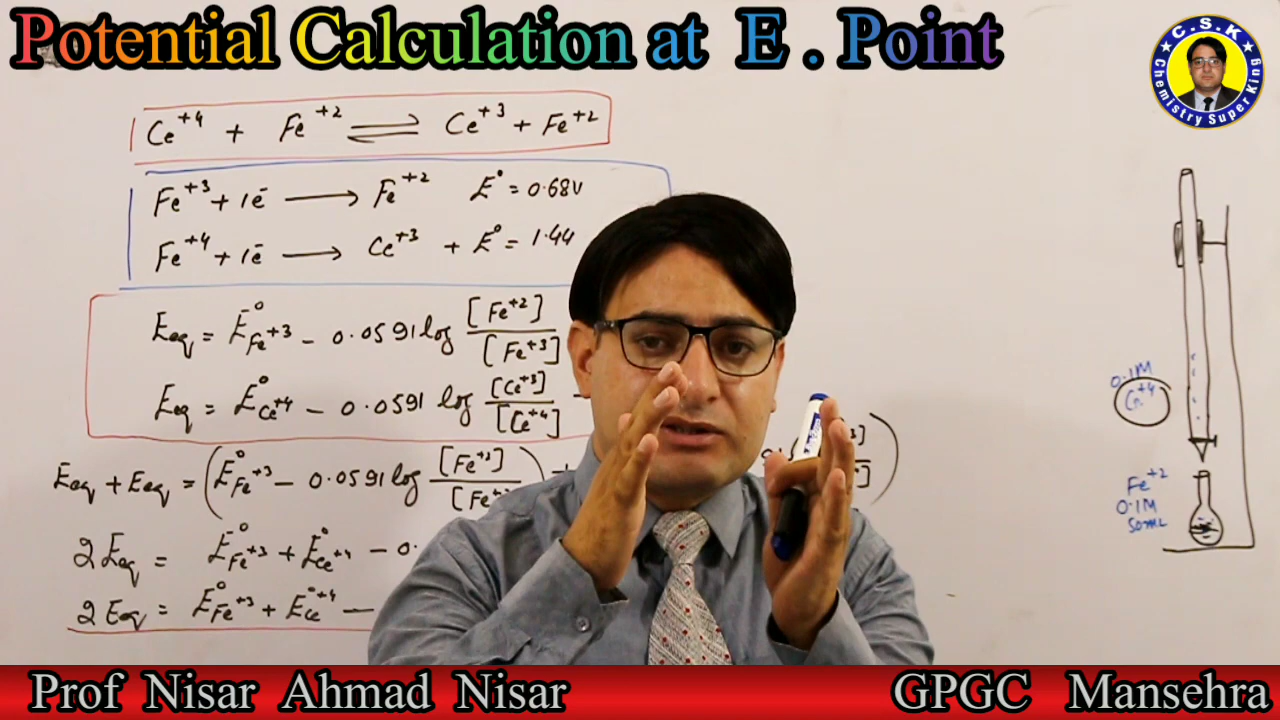 Potential Calculation at E . Point
C.S.K
Chemistry Super King
Ce+4 + Fe+2 ⇌ Ce+3 + Fe+2
Fe+3 + 1e⁻ → Fe+2 E° = 0.68V
Fe+4 + 1e⁻ → Ce+3 + E° = 1.44
Eeq = E°Fe+3 − 0.0591 log [Fe+2] / [Fe+3]
Eeq = E°Ce+4 − 0.0591 log [Ce+3] / [Ce+4]
Eeq + Eeq = (E°Fe+3 − 0.0591 log [Fe+3] / [Fe+2) +
2Eeq = E°Fe+3 + E°Ce+4 − 0.
2Eeq = E°Fe+3 + E°Ce+4 −
0.1M
Ce+4
Fe+2
0.1M
50mL
Prof Nisar Ahmad Nisar
GPGC Mansehra